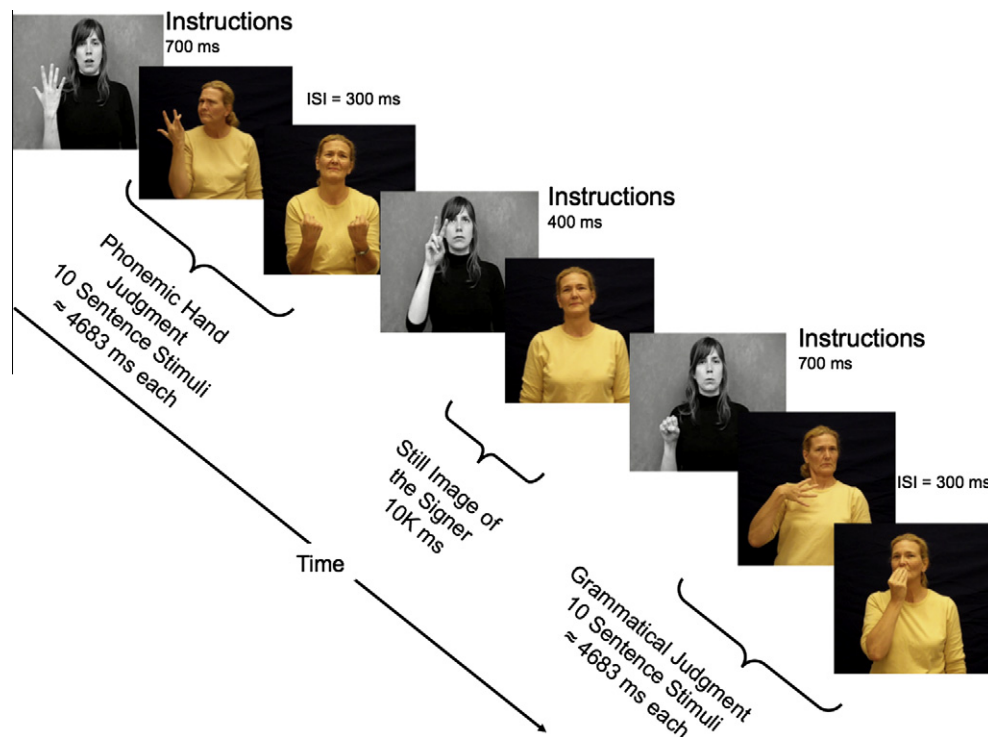 Instructions
700 ms
ISI = 300 ms
Phonemic Hand
Judgment
10 Sentence Stimuli
≈ 4683 ms each
Instructions
400 ms
Still Image of
the Signer
10K ms
Instructions
700 ms
ISI = 300 ms
Grammatical Judgment
10 Sentence Stimuli
≈ 4683 ms each
Time